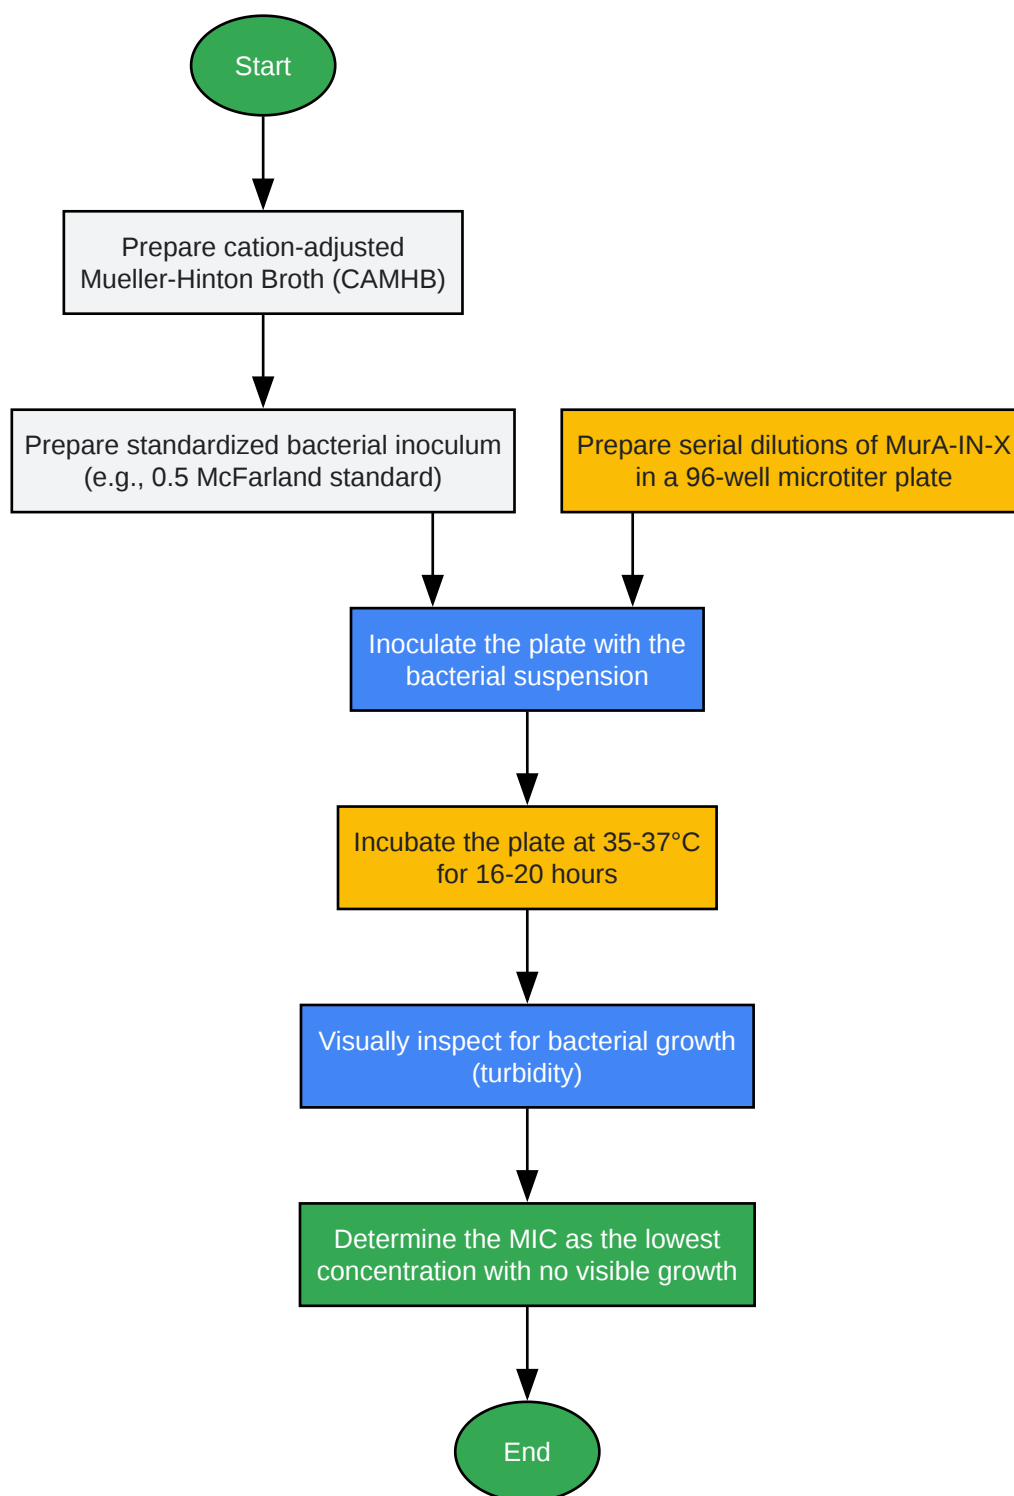 Start
Prepare cation-adjusted
Mueller-Hinton Broth (CAMHB)
Prepare standardized bacterial inoculum
(e.g., 0.5 McFarland standard)
Prepare serial dilutions of MurA-IN-X
in a 96-well microtiter plate
Inoculate the plate with the
bacterial suspension
Incubate the plate at 35-37°C
for 16-20 hours
Visually inspect for bacterial growth
(turbidity)
Determine the MIC as the lowest
concentration with no visible growth
End